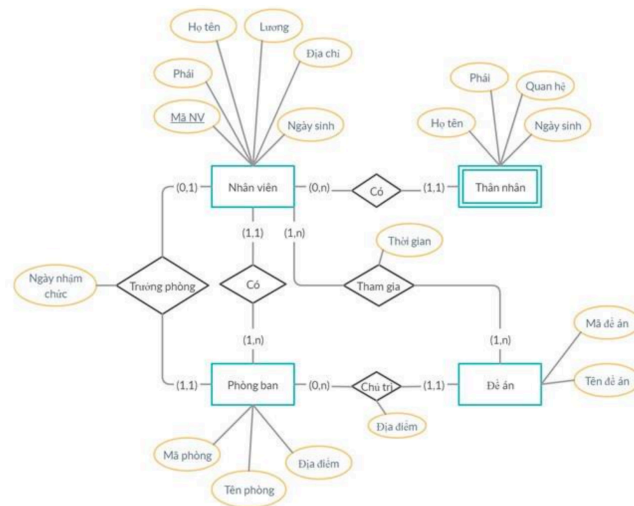 Họ tên
Lương
Phái
Địa chỉ
Mã NV
Ngày sinh
Phái
Quan hệ
Họ tên
Ngày sinh
(0,1)
Nhân viên
(0,n)
Có
(1,1)
Thân nhân
(1,1)
(1,n)
Thời gian
Ngày nhậm
chức
Trưởng phòng
Có
Tham gia
Mã đề án
(1,n)
(1,n)
(1,1)
Phòng ban
(0,n)
Chủ trì
(1,1)
Đề án
Tên đề án
Địa điểm
Mã phòng
Địa điểm
Tên phòng